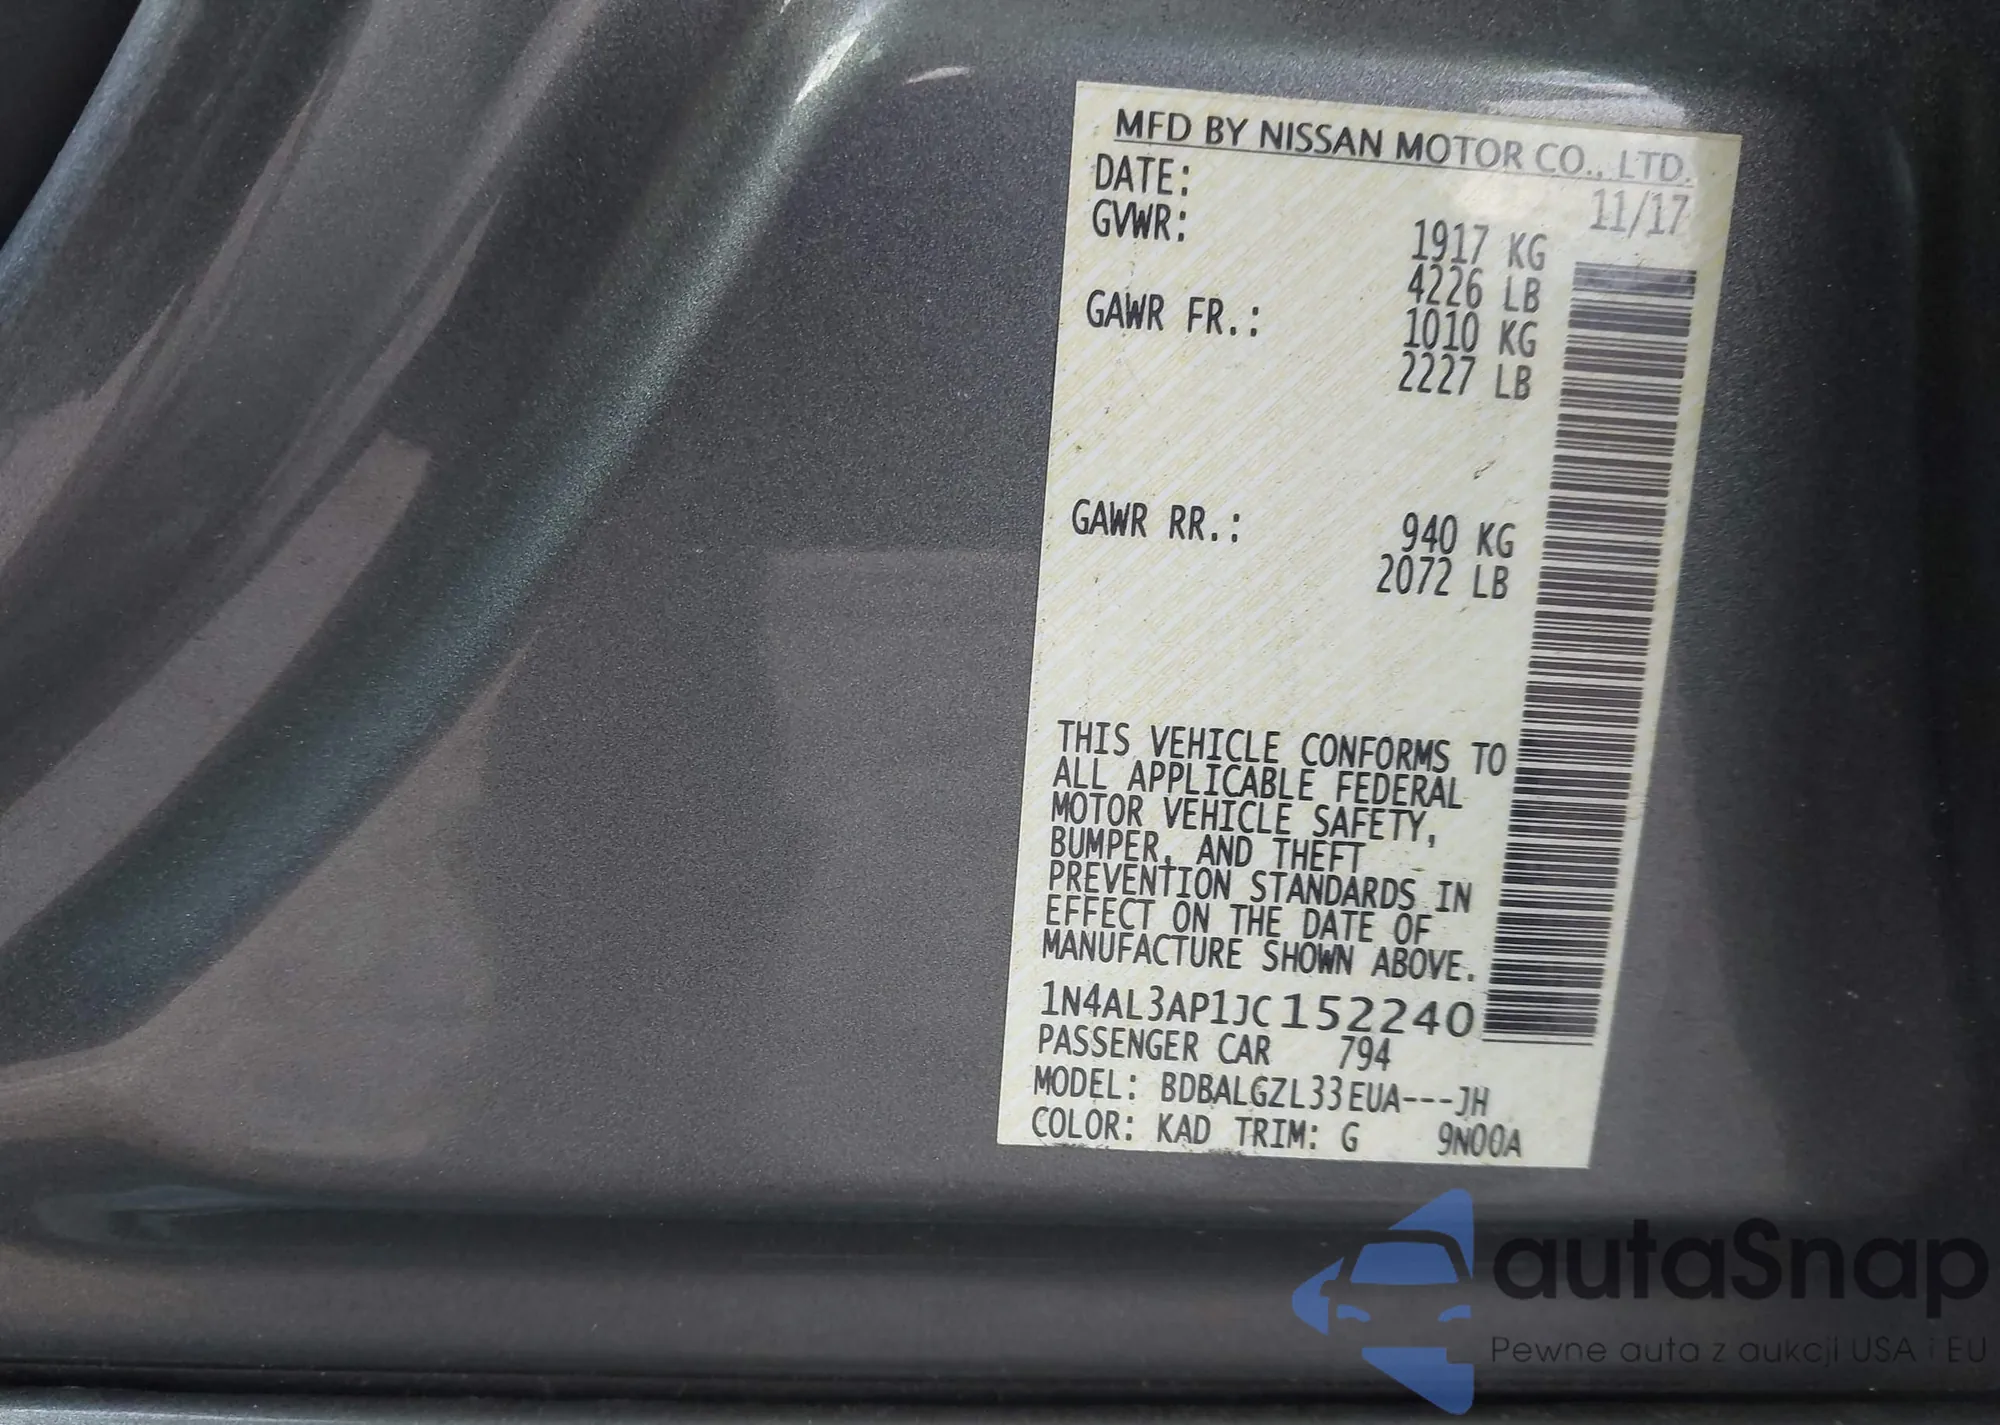 MFD BY NISSAN MOTOR CO., LTD.
DATE: 11/17
GVWR: 1917 KG
4226 LB
GAWR FR.: 1010 KG
2227 LB
GAWR RR.: 940 KG
2072 LB
THIS VEHICLE CONFORMS TO
ALL APPLICABLE FEDERAL
MOTOR VEHICLE SAFETY,
BUMPER, AND THEFT
PREVENTION STANDARDS IN
EFFECT ON THE DATE OF
MANUFACTURE SHOWN ABOVE.
1N4AL3AP1JC152240
PASSENGER CAR 794
MODEL: BDBALGZL33EUA---JH
COLOR: KAD TRIM: G 9N00A
autaSnap
Pewne auta z aukcji USA i EU